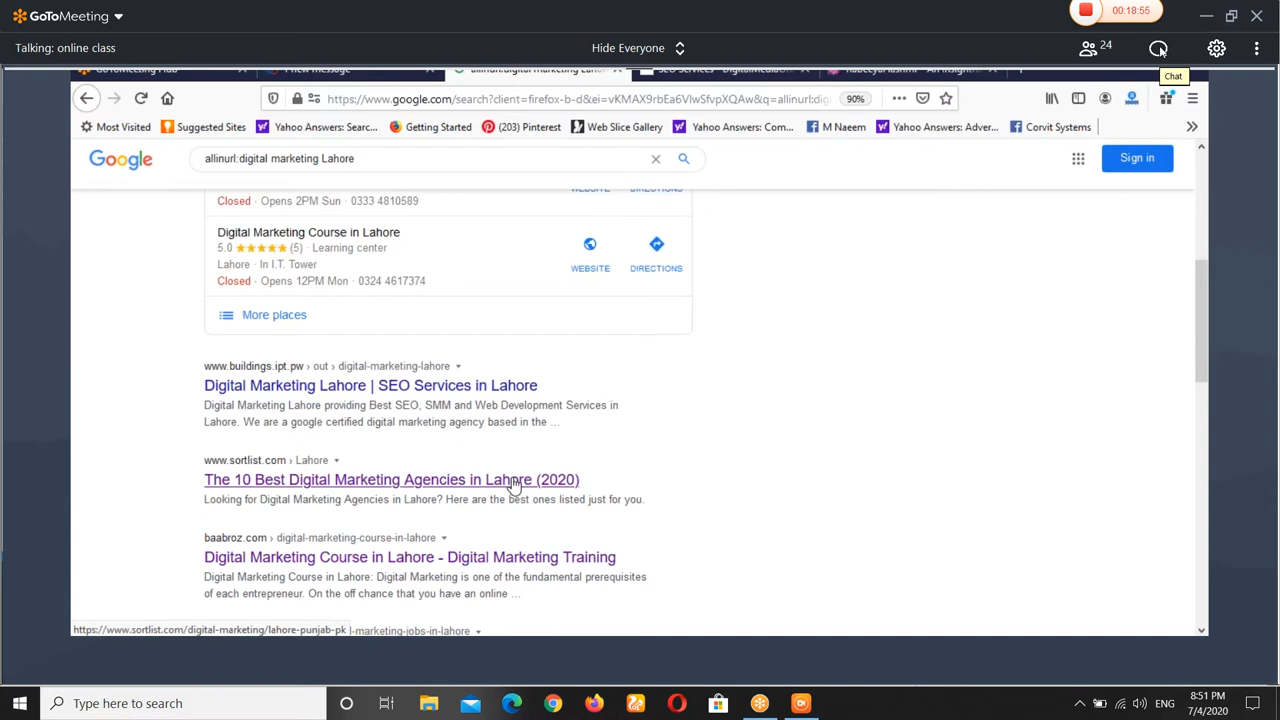 GoToMeeting
00:18:55
Talking: online class
Hide Everyone
24
Chat
https://www.google.com/search?client=firefox-b-d&ei=vKMAX9rbEa6VlwSfvpXQAw&q=allinurl:dig
90%
Most Visited
Suggested Sites
Yahoo Answers: Searc...
Getting Started
(203) Pinterest
Web Slice Gallery
Yahoo Answers: Com...
M Naeem
Yahoo Answers: Adver...
Corvit Systems
Google
allinurl:digital marketing Lahore
Sign in
WEBSITE
DIRECTIONS
Closed · Opens 2PM Sun · 0333 4810589
Digital Marketing Course in Lahore
5.0 (5) · Learning center
Lahore · In I.T. Tower
WEBSITE
DIRECTIONS
Closed · Opens 12PM Mon · 0324 4617374
More places
www.buildings.ipt.pw › out › digital-marketing-lahore
Digital Marketing Lahore | SEO Services in Lahore
Digital Marketing Lahore providing Best SEO, SMM and Web Development Services in
Lahore. We are a google certified digital marketing agency based in the ...
www.sortlist.com › Lahore
The 10 Best Digital Marketing Agencies in Lahore (2020)
Looking for Digital Marketing Agencies in Lahore? Here are the best ones listed just for you.
baabroz.com › digital-marketing-course-in-lahore
Digital Marketing Course in Lahore - Digital Marketing Training
Digital Marketing Course in Lahore: Digital Marketing is one of the fundamental prerequisites
of each entrepreneur. On the off chance that you have an online ...
https://www.sortlist.com/digital-marketing/lahore-punjab-pk
l-marketing-jobs-in-lahore
Type here to search
ENG
8:51 PM
7/4/2020